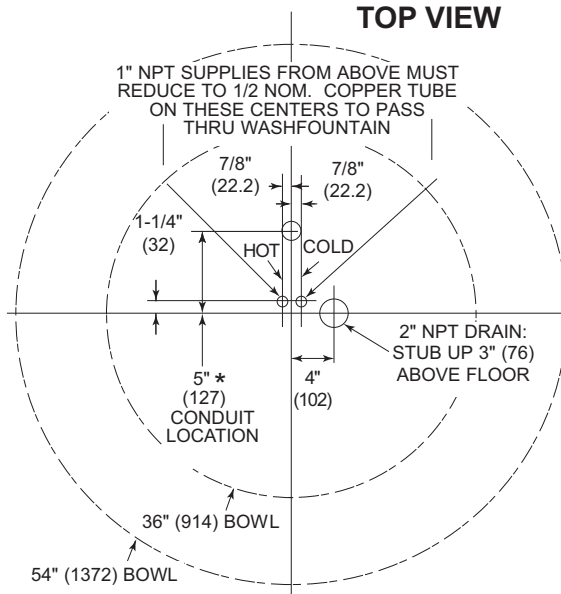 TOP VIEW
1" NPT SUPPLIES FROM ABOVE MUST
REDUCE TO 1/2 NOM. COPPER TUBE
ON THESE CENTERS TO PASS
THRU WASHFOUNTAIN
7/8"
(22.2)
7/8"
(22.2)
1-1/4"
(32)
HOT
COLD
2" NPT DRAIN:
STUB UP 3" (76)
ABOVE FLOOR
5" *
(127)
CONDUIT
LOCATION
4"
(102)
36" (914) BOWL
54" (1372) BOWL